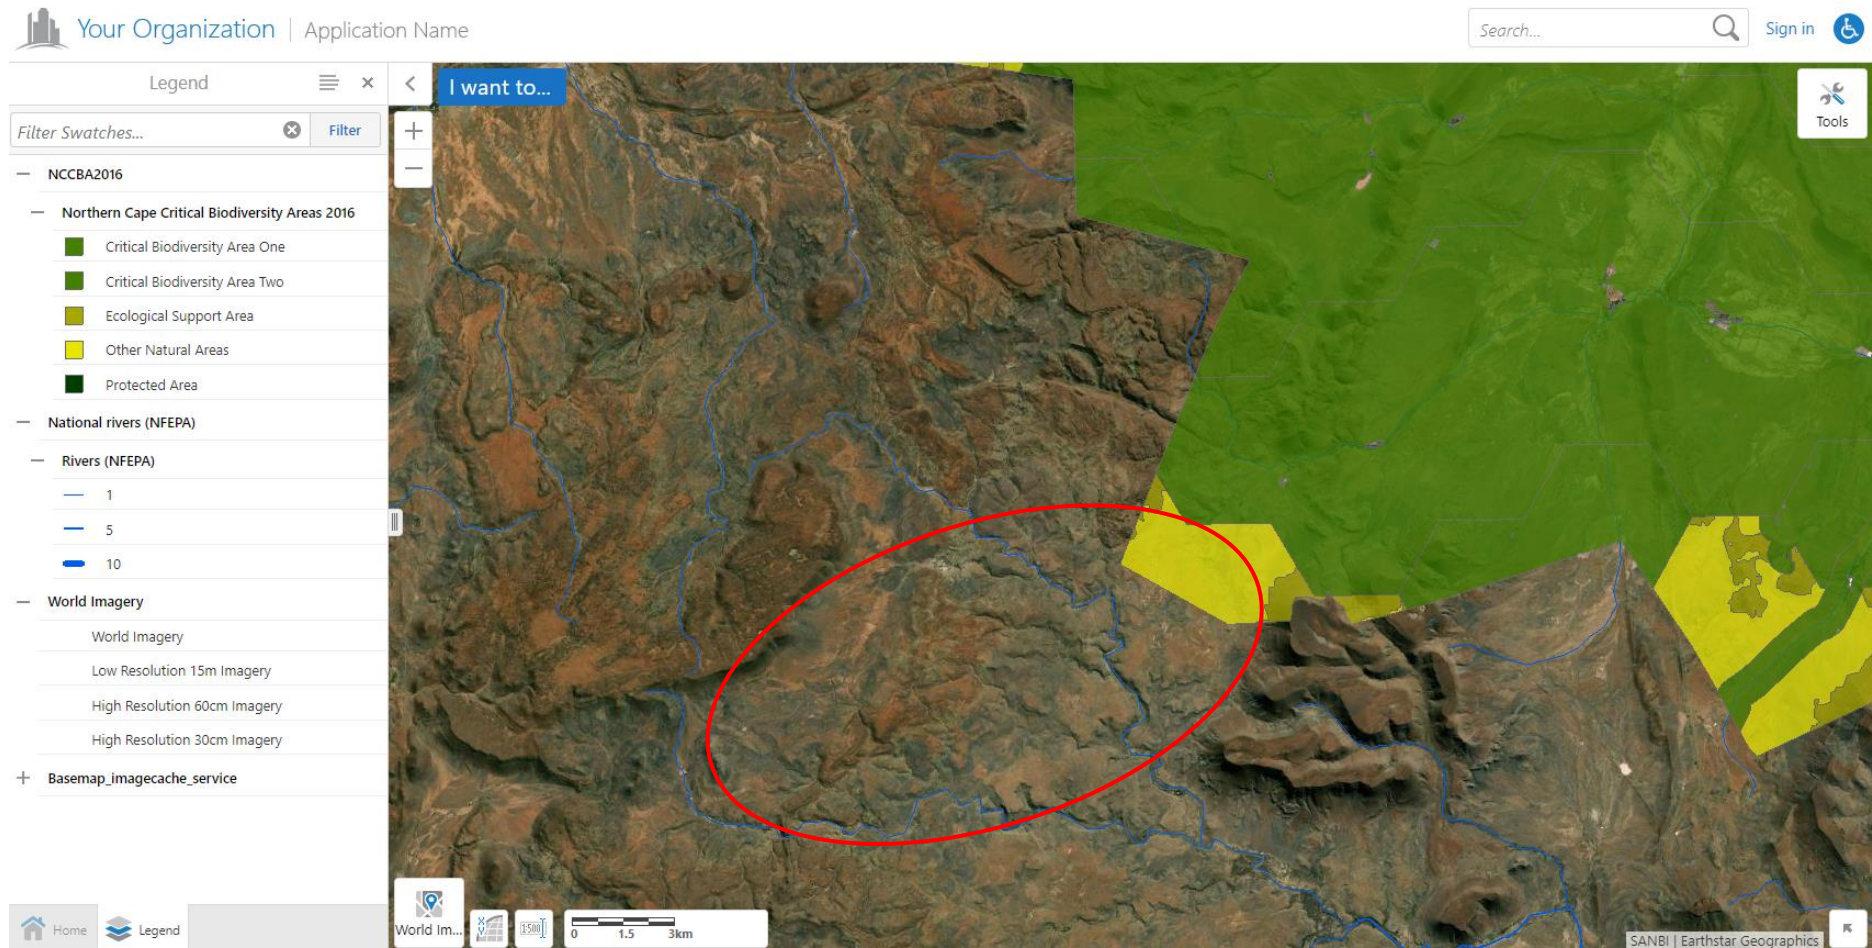 Your Organization | Application Name
Search...
Sign in
Legend
I want to...
Tools
Filter Swatches...
Filter
NCCBA2016
Northern Cape Critical Biodiversity Areas 2016
Critical Biodiversity Area One
Critical Biodiversity Area Two
Ecological Support Area
Other Natural Areas
Protected Area
National rivers (NFEPA)
Rivers (NFEPA)
1
5
10
World Imagery
World Imagery
Low Resolution 15m Imagery
High Resolution 60cm Imagery
High Resolution 30cm Imagery
Basemap_imagecache_service
Home
Legend
World Im...
X Y
1:500
0 1.5 3km
SANBI | Earthstar Geographics